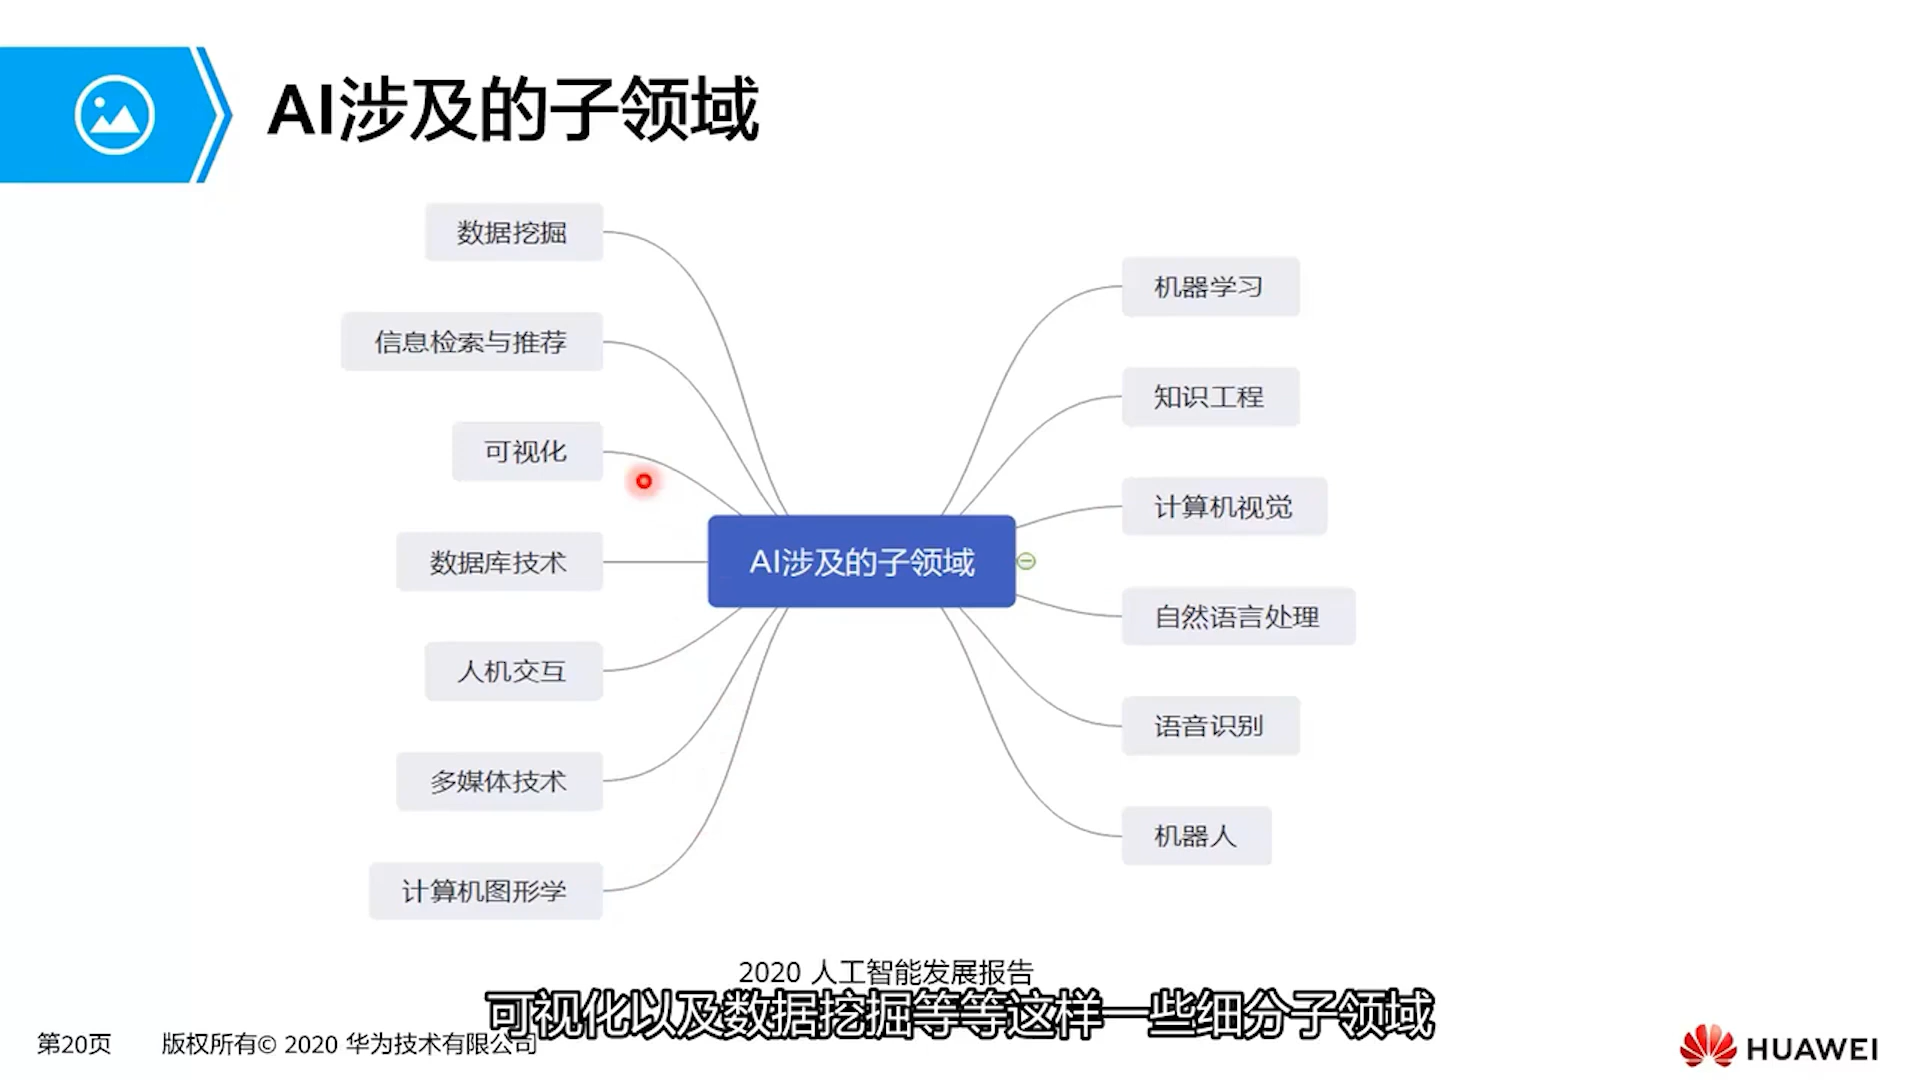 AI涉及的子领域
数据挖掘
信息检索与推荐
可视化
数据库技术
人机交互
多媒体技术
计算机图形学
AI涉及的子领域
机器学习
知识工程
计算机视觉
自然语言处理
语音识别
机器人
2020 人工智能发展报告
可视化以及数据挖掘等等这样一些细分子领域
第20页 版权所有© 2020 华为技术有限公司
HUAWEI